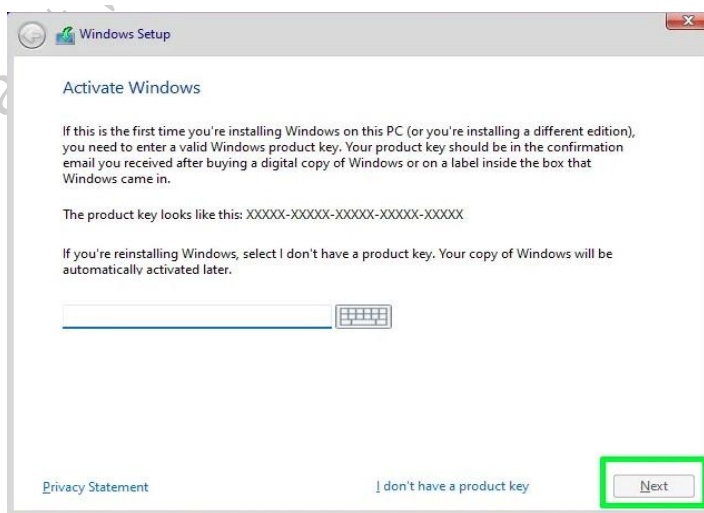 Windows Setup
Activate Windows
If this is the first time you're installing Windows on this PC (or you're installing a different edition),
you need to enter a valid Windows product key. Your product key should be in the confirmation
email you received after buying a digital copy of Windows or on a label inside the box that
Windows came in.
The product key looks like this: XXXXX-XXXXX-XXXXX-XXXXX-XXXXX
If you're reinstalling Windows, select I don't have a product key. Your copy of Windows will be
automatically activated later.
Privacy Statement
I don't have a product key
Next